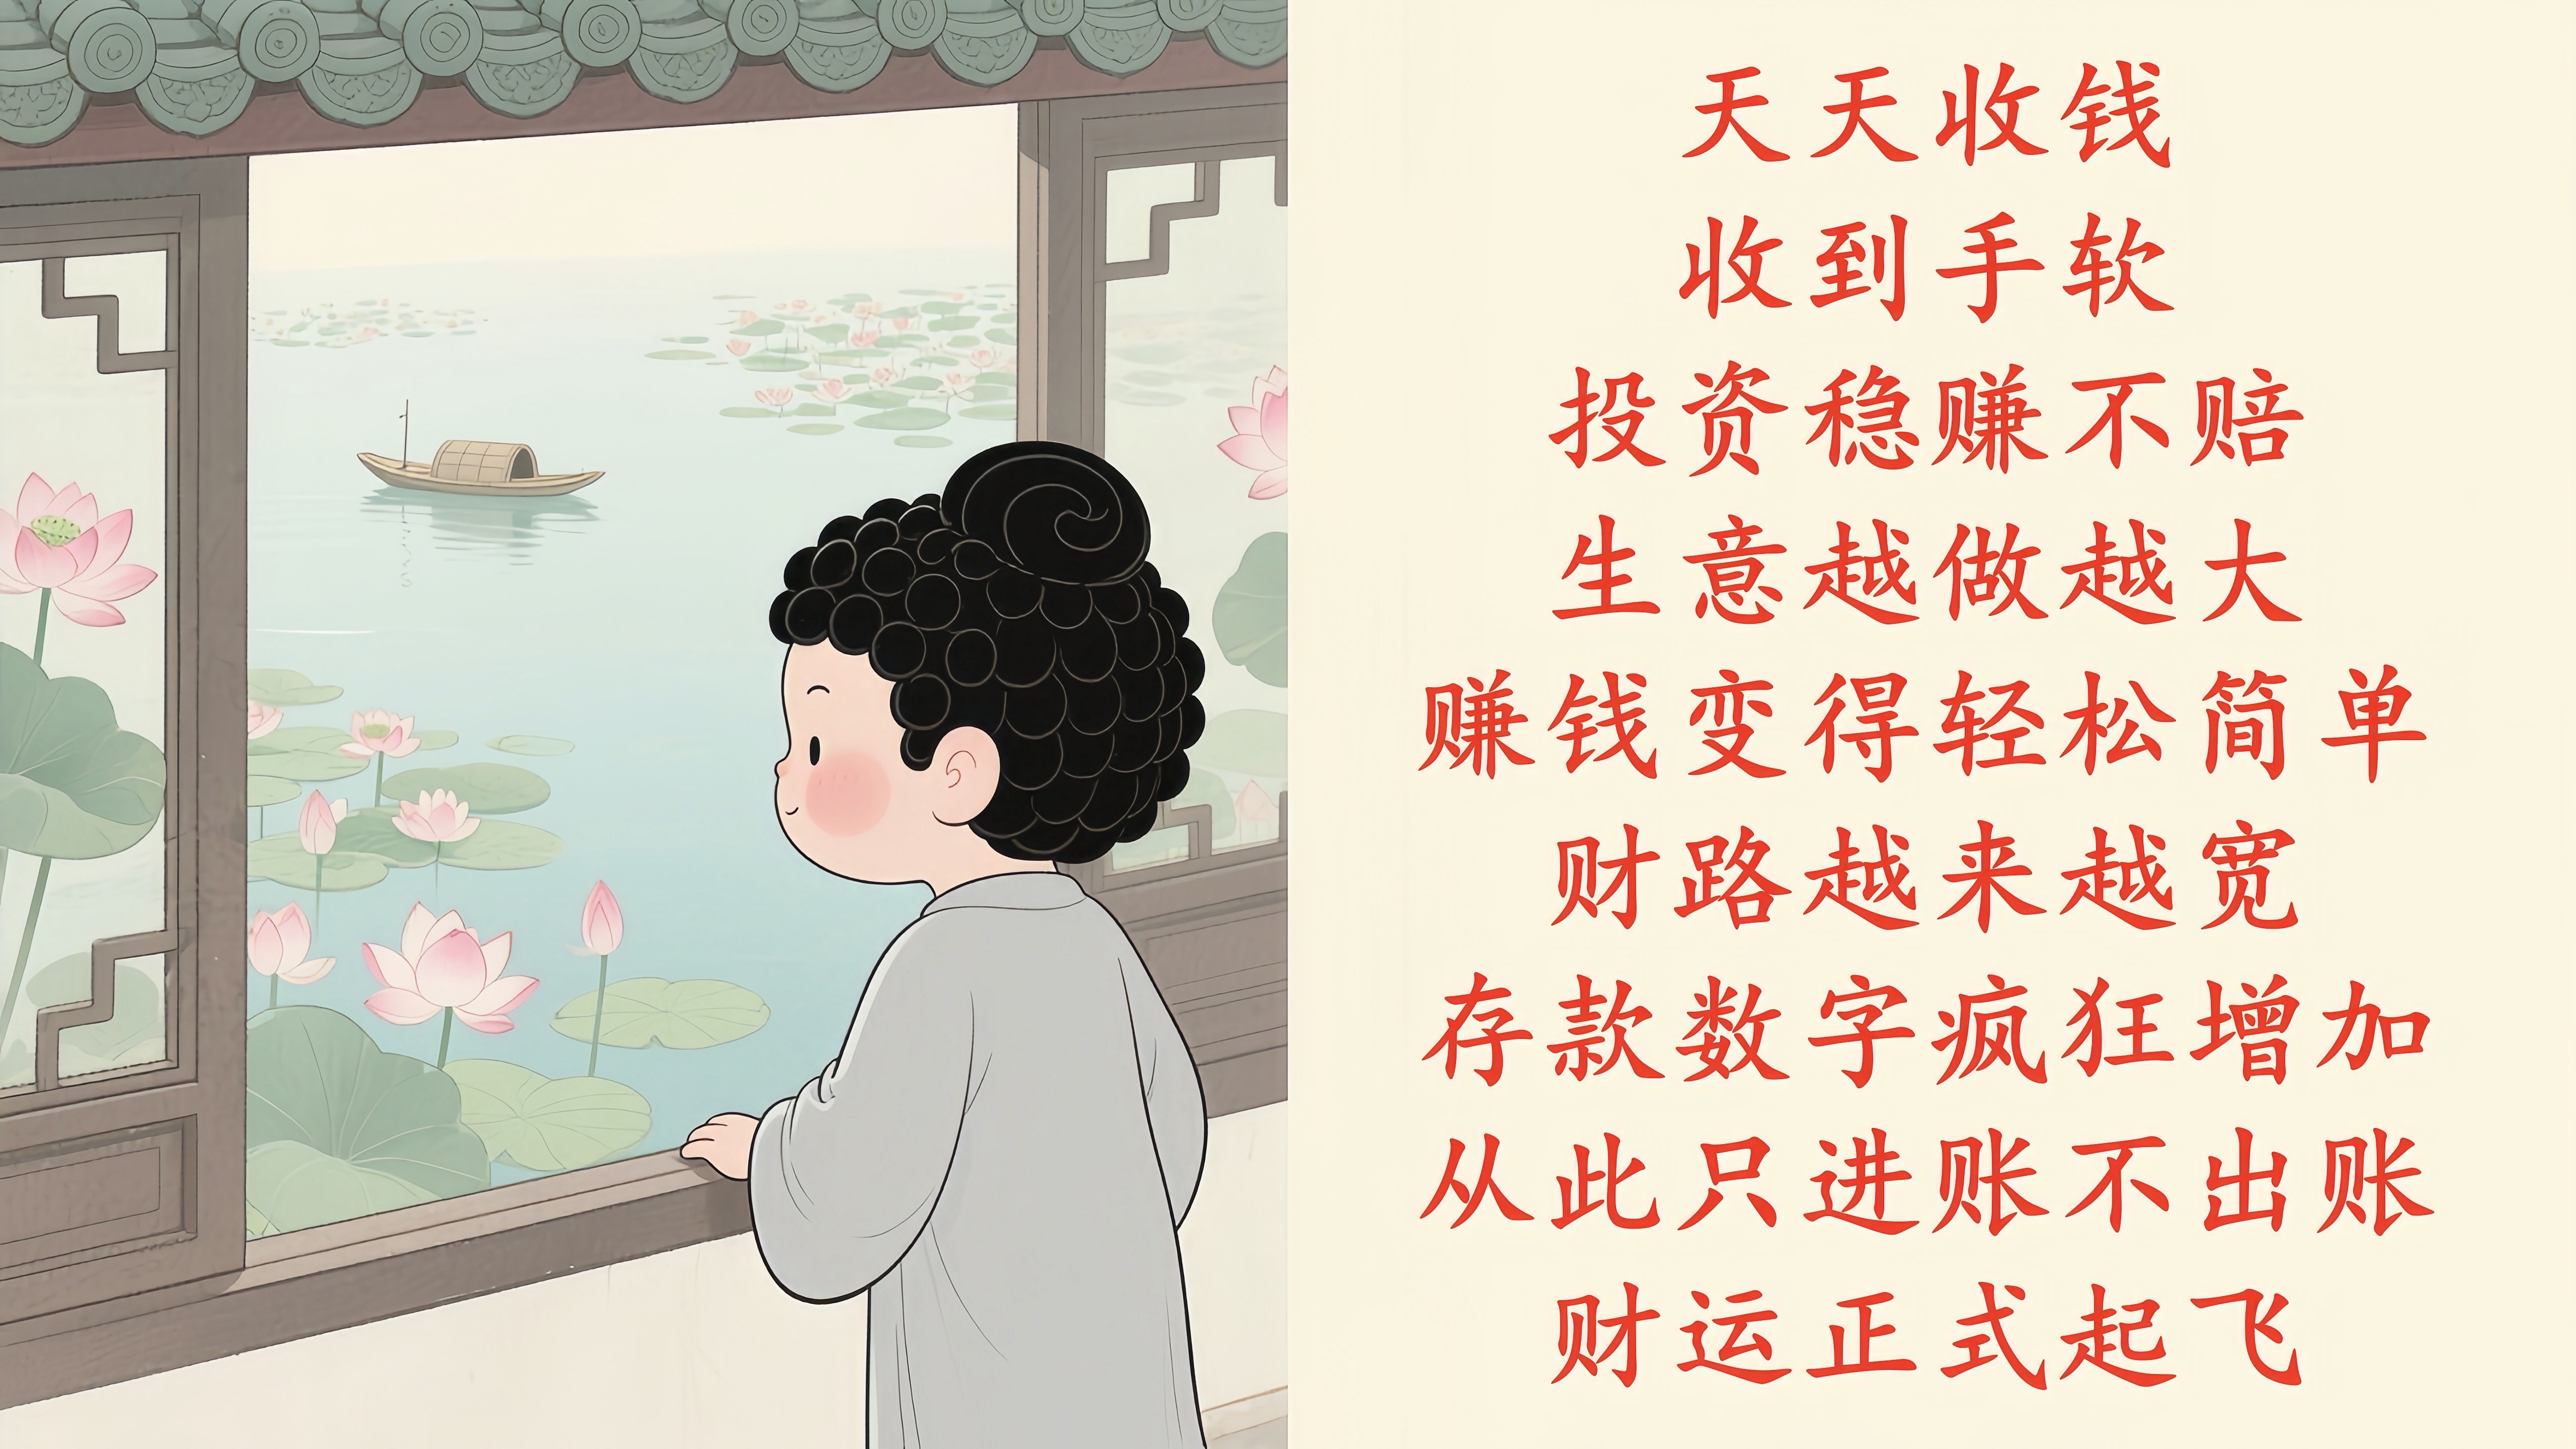 天天收钱
收到手软
投资稳赚不赔
生意越做越大
赚钱变得轻松简单
财路越来越宽
存款数字疯狂增加
从此只进账不出账
财运正式起飞